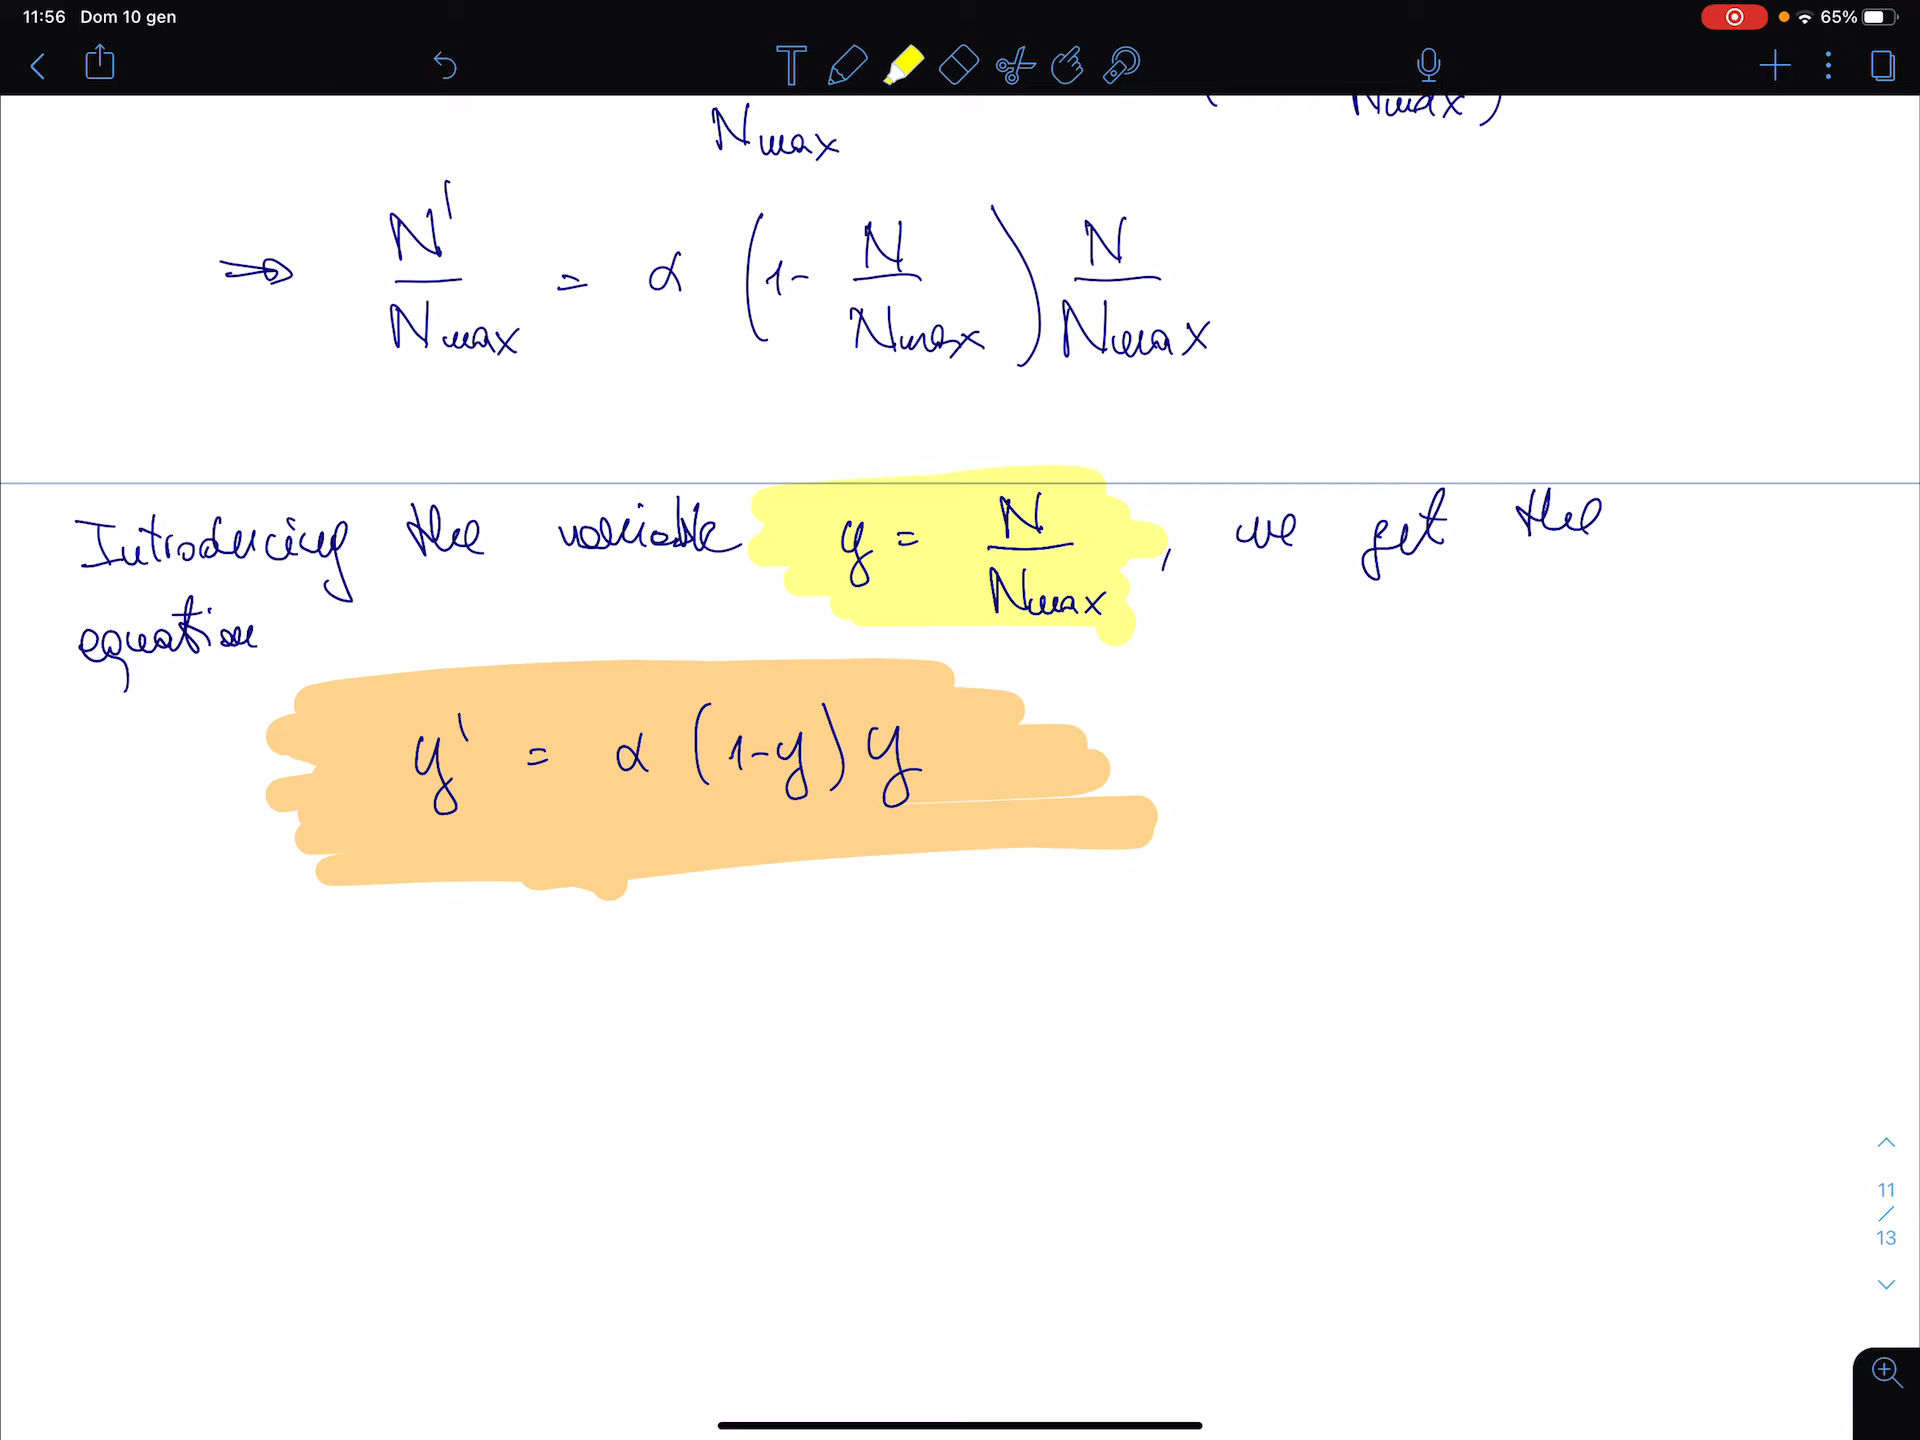 11:56 Dom 10 gen 65%
T
Nmax Nmax)
⇒ N'/Nmax = α (1- N/Nmax) N/Nmax
Introducing the variable y = N/Nmax, we get the
equation
y' = α (1-y) y
11
/
13